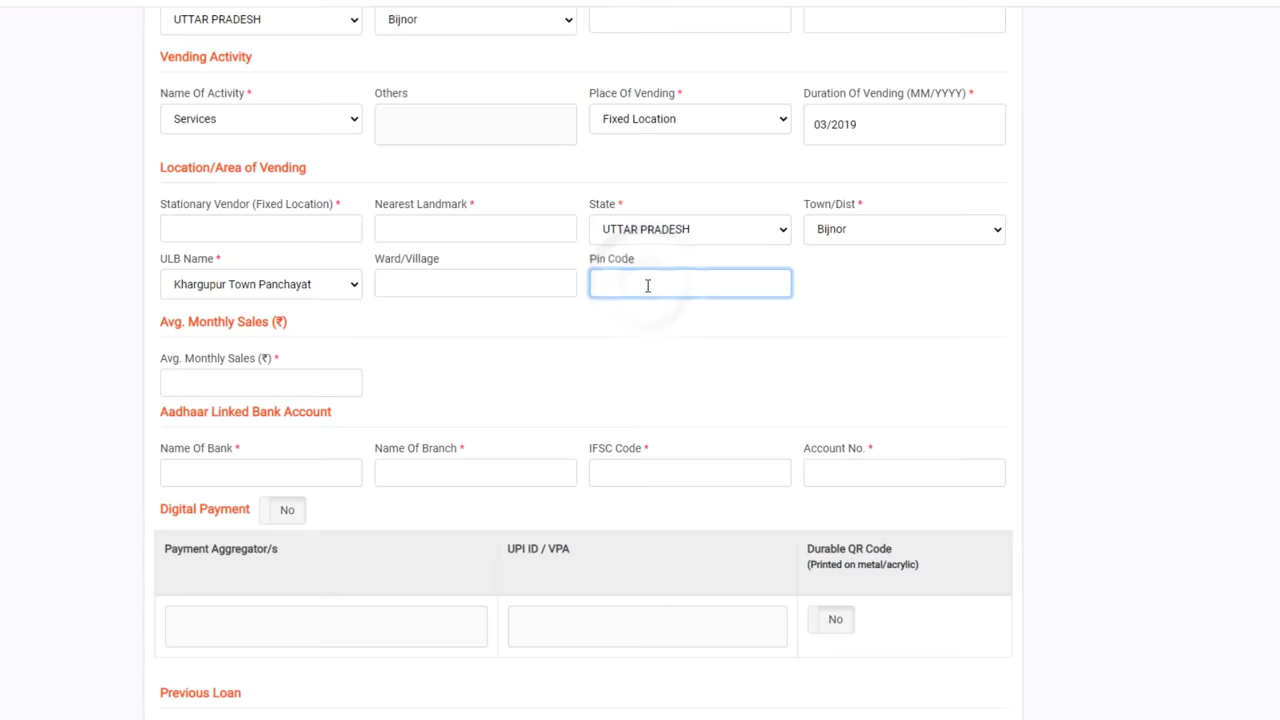 UTTAR PRADESH Bijnor
Vending Activity
Name Of Activity * Others Place Of Vending * Duration Of Vending (MM/YYYY) *
Services Fixed Location 03/2019
Location/Area of Vending
Stationary Vendor (Fixed Location) * Nearest Landmark * State * Town/Dist *
UTTAR PRADESH Bijnor
ULB Name * Ward/Village Pin Code
Khargupur Town Panchayat
Avg. Monthly Sales (₹)
Avg. Monthly Sales (₹) *
Aadhaar Linked Bank Account
Name Of Bank * Name Of Branch * IFSC Code * Account No. *
Digital Payment No
Payment Aggregator/s UPI ID / VPA Durable QR Code
(Printed on metal/acrylic)
No
Previous Loan